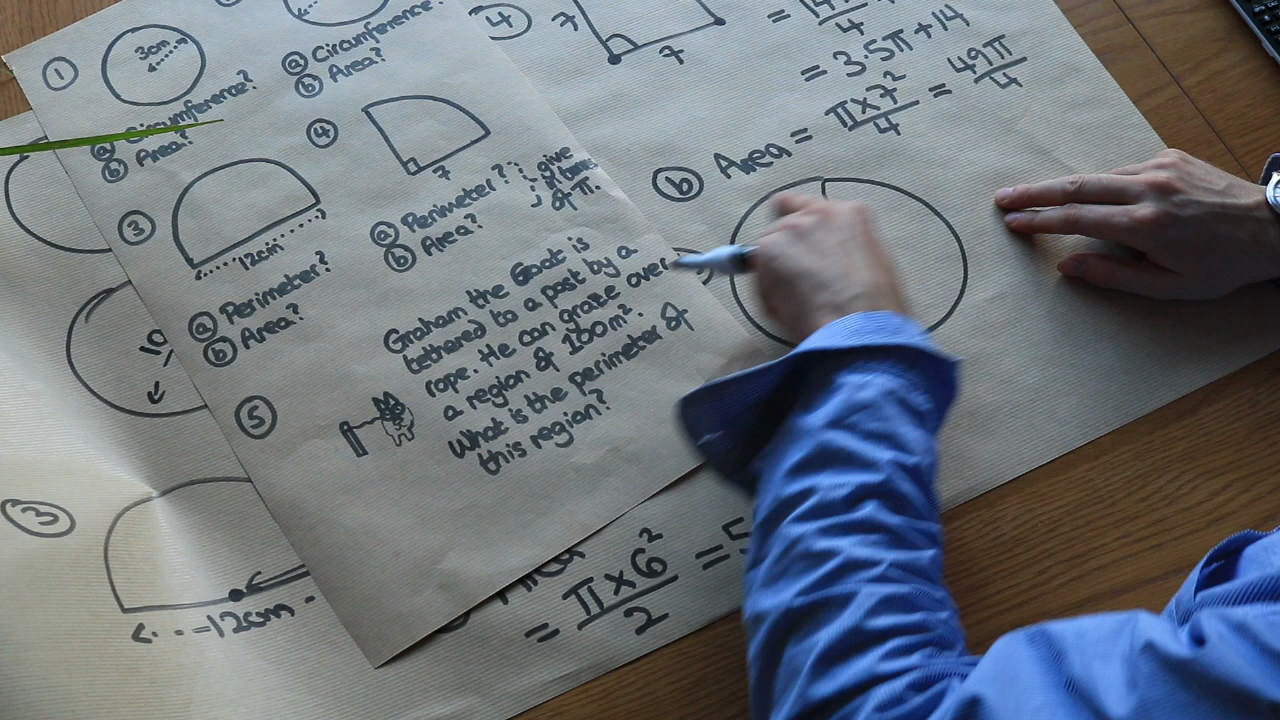 ① 3cm
ⓐ Circumference?
ⓑ Area?
ⓐ Circumference?
ⓑ Area?
③
12cm
ⓐ Perimeter?
ⓑ Area?
④
7
ⓐ Perimeter?
ⓑ Area?
give
in terms
of π.
⑤
Graham the Goat is
tethered to a post by a
rope. He can graze over
a region of 100m².
What is the perimeter of
this region?
④
7
7
= 3.5π+14
ⓑ Area = π×7²/4 = 49π/4
10
③
12cm
Area
= π×6²/2 = 5